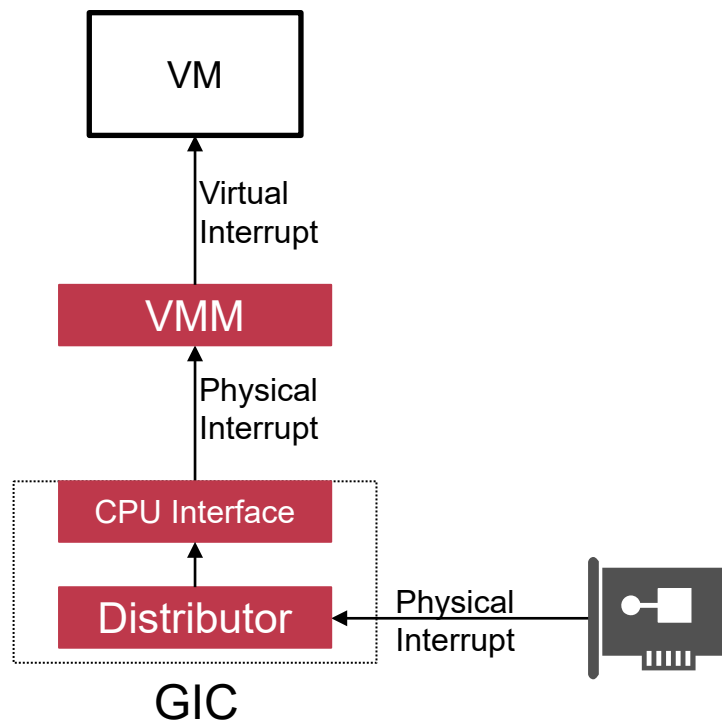 VM
Virtual
Interrupt
VMM
Physical
Interrupt
CPU Interface
Distributor
Physical
Interrupt
GIC